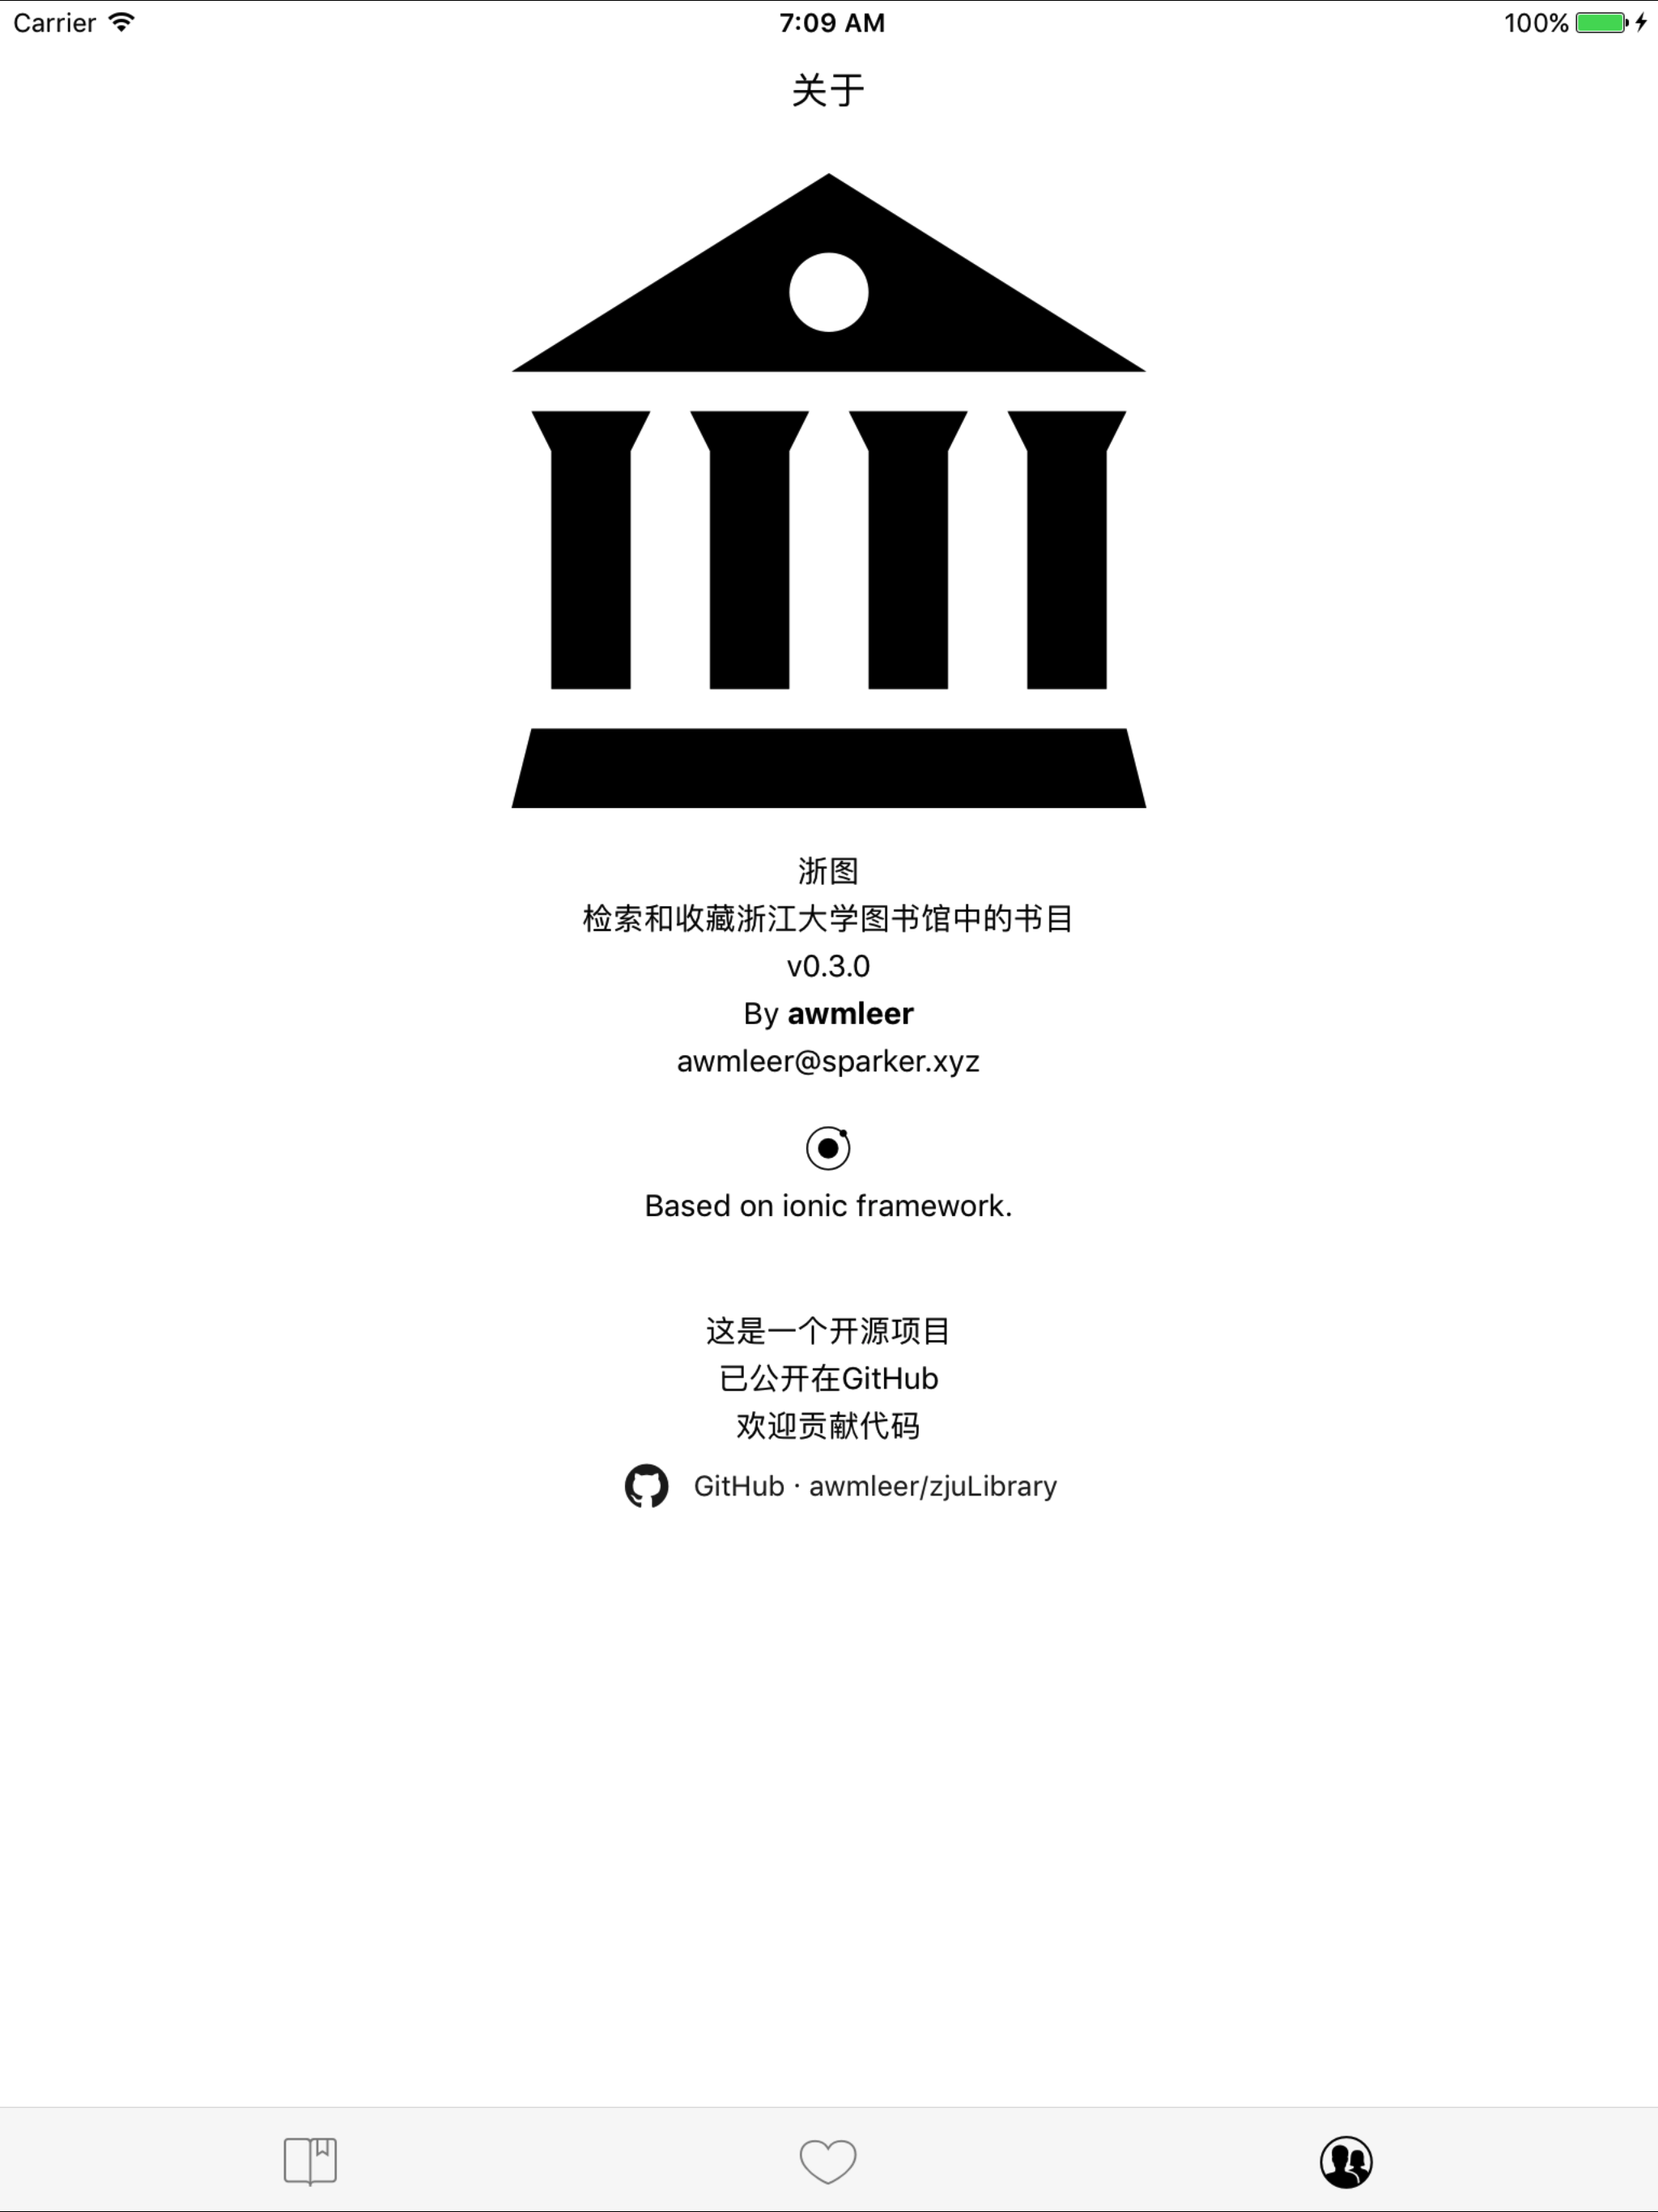 Carrier 7:09 AM 100%
关于
浙图
检索和收藏浙江大学图书馆中的书目
v0.3.0
By awmleer
awmleer@sparker.xyz
Based on ionic framework.
这是一个开源项目
已公开在GitHub
欢迎贡献代码
GitHub · awmleer/zjuLibrary